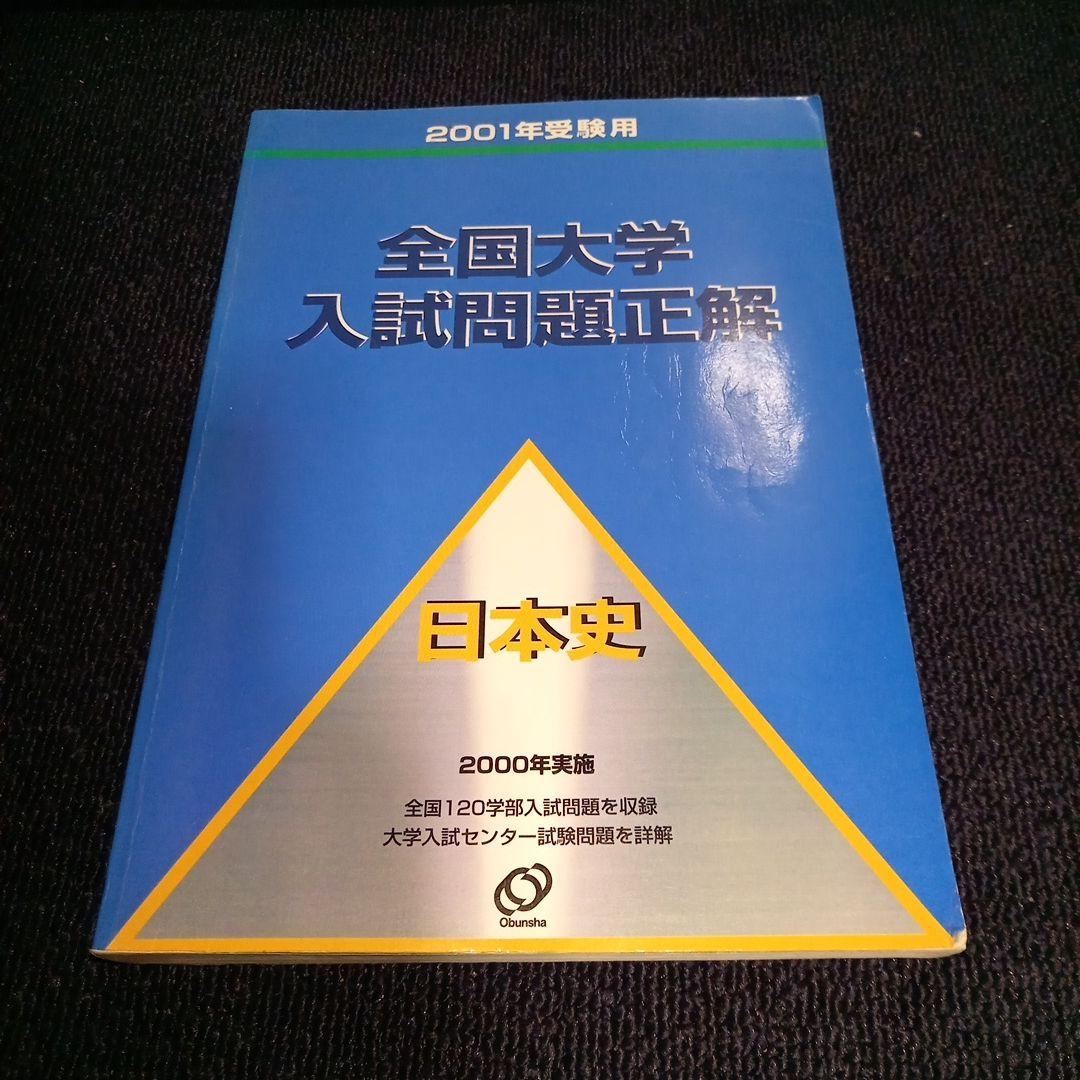 2001年受験用
全国大学
入試問題正解
日本史
2000年実施
全国120学部入試問題を収録
大学入試センター試験問題を詳解
Obunsha